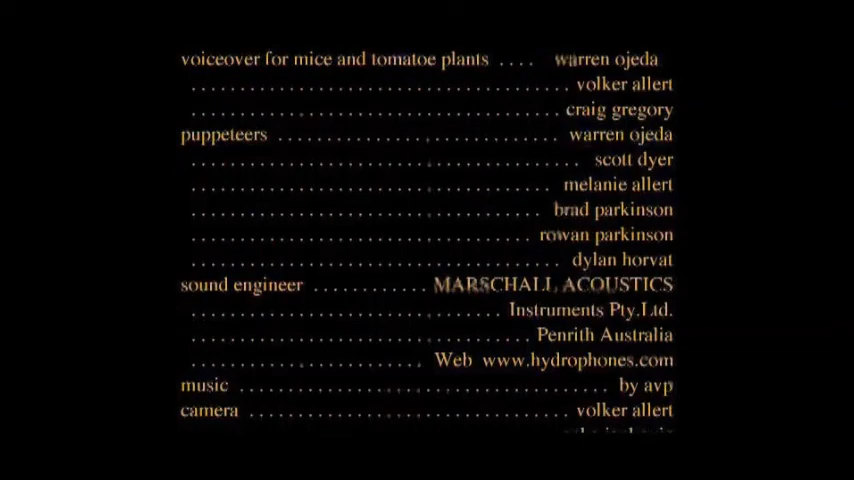 voiceover for mice and tomatoe plants .... warren ojeda
............................... volker allert
.............................. craig gregory
puppeteers ....................... warren ojeda
................................ scott dyer
.............................. melanie allert
............................. brad parkinson
............................ rowan parkinson
............................... dylan horvat
sound engineer .......... MARSCHALL ACOUSTICS
.......................... Instruments Pty.Ltd.
............................ Penrith Australia
................... Web www.hydrophones.com
music ............................... by avp
camera ........................... volker allert